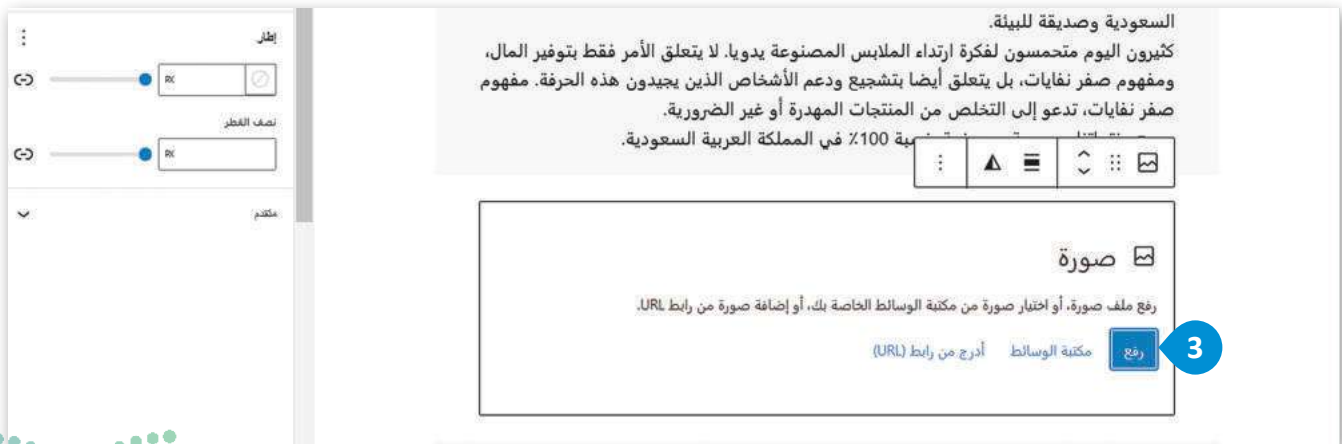 السعودية وصديقة للبيئة.
كثيرون اليوم متحمسون لفكرة ارتداء الملابس المصنوعة يدويا. لا يتعلق الأمر فقط بتوفير المال،
ومفهوم صفر نفايات، بل يتعلق أيضا بتشجيع ودعم الأشخاص الذين يجيدون هذه الحرفة. مفهوم
صفر نفايات، تدعو إلى التخلص من المنتجات المهدرة أو غير الضرورية.
100٪ في المملكة العربية السعودية.
صورة
رفع ملف صورة، أو اختيار صورة من مكتبة الوسائط الخاصة بك، أو إضافة صورة من رابط URL.
رفع مكتبة الوسائط أدرج من رابط (URL)
3
إطار
نصف القطر
متقدم